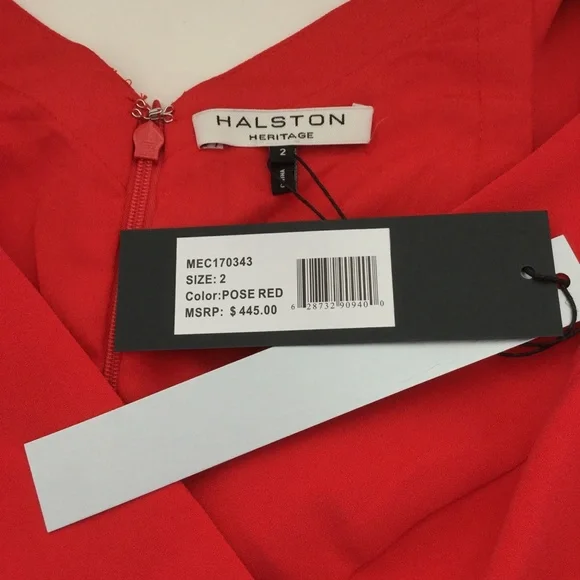 HALSTON
HERITAGE
2
MEC170343
SIZE: 2
Color:POSE RED
MSRP: $ 445.00
6 28732 90940 0